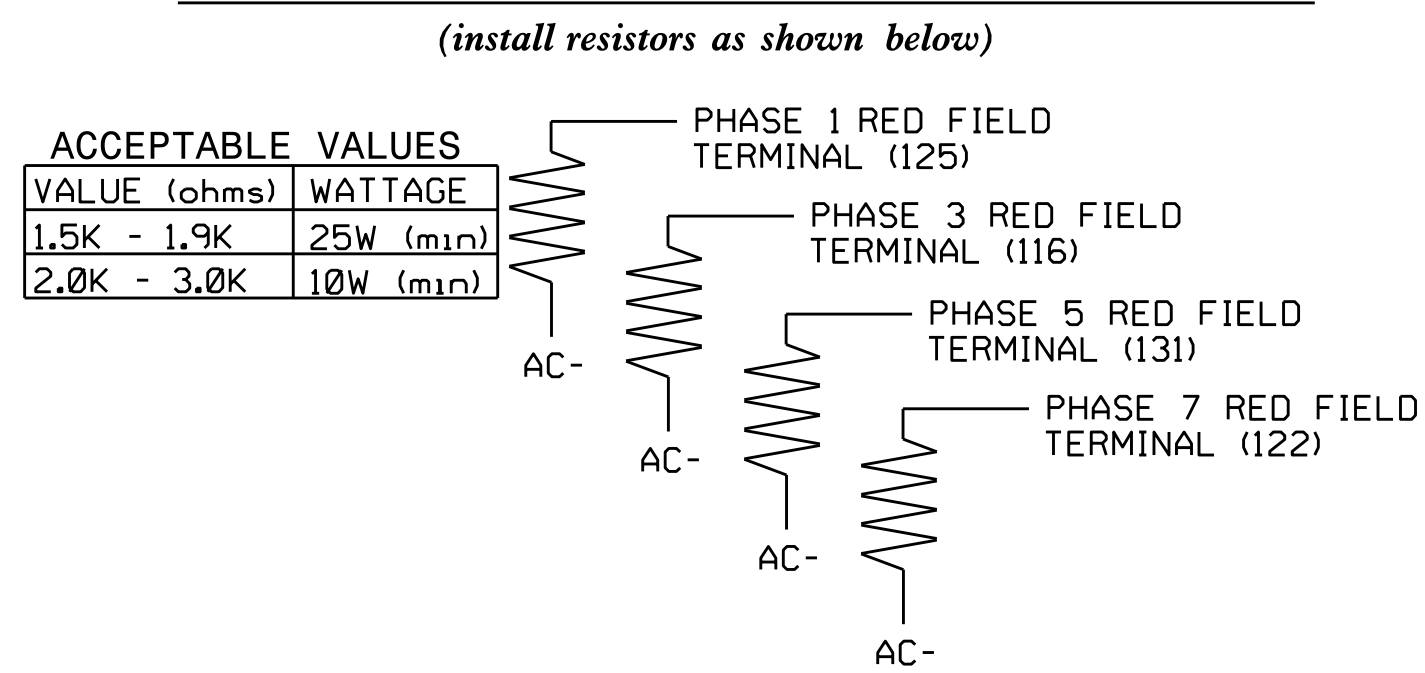 (install resistors as shown below)
ACCEPTABLE VALUES
VALUE (ohms) WATTAGE
1.5K - 1.9K 25W (min)
2.0K - 3.0K 10W (min)
PHASE 1 RED FIELD
TERMINAL (125)
AC-
PHASE 3 RED FIELD
TERMINAL (116)
AC-
PHASE 5 RED FIELD
TERMINAL (131)
AC-
PHASE 7 RED FIELD
TERMINAL (122)
AC-